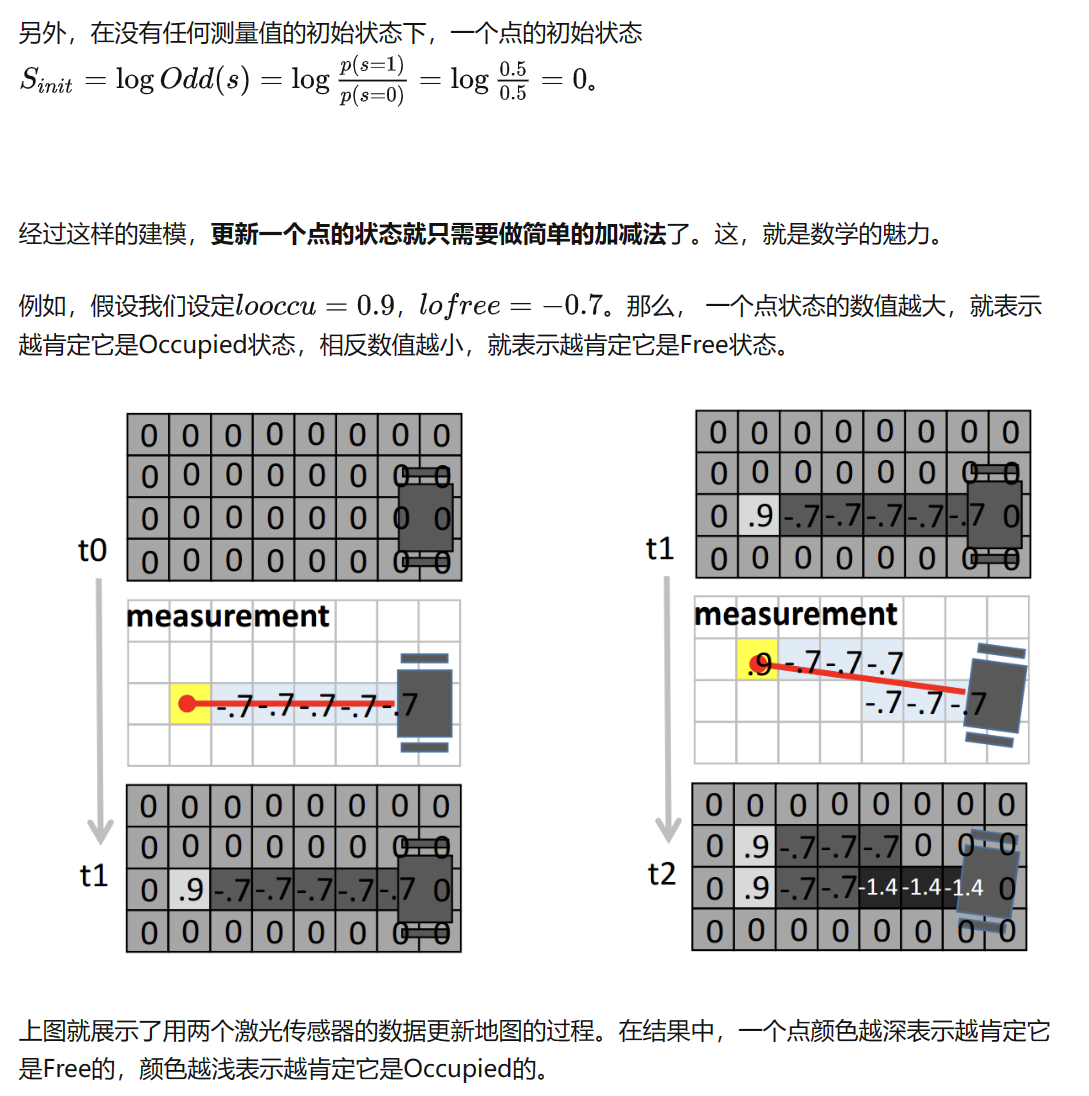 另外，在没有任何测量值的初始状态下，一个点的初始状态
S_{init} = log Odd(s) = log \frac{p(s=1)}{p(s=0)} = log \frac{0.5}{0.5} = 0。
经过这样的建模，更新一个点的状态就只需要做简单的加减法了。这，就是数学的魅力。
例如，假设我们设定looccu = 0.9，lofree = −0.7。那么， 一个点状态的数值越大，就表示
越肯定它是Occupied状态，相反数值越小，就表示越肯定它是Free状态。
t0
0 0 0 0 0 0 0 0
0 0 0 0 0 0 0 0
0 0 0 0 0 0 0 0
0 0 0 0 0 0 0 0
measurement
-.7 -.7 -.7 -.7 -.7
t1
0 0 0 0 0 0 0 0
0 0 0 0 0 0 0 0
0 .9 -.7 -.7 -.7 -.7 -.7 0
0 0 0 0 0 0 0 0
t1
0 0 0 0 0 0 0 0
0 0 0 0 0 0 0 0
0 .9 -.7 -.7 -.7 -.7 -.7 0
0 0 0 0 0 0 0 0
measurement
.9 -.7 -.7 -.7
-.7 -.7 -.7
t2
0 0 0 0 0 0 0 0
0 .9 -.7 -.7 -.7 0 0 0
0 .9 -.7 -.7 -1.4 -1.4 -1.4 0
0 0 0 0 0 0 0 0
上图就展示了用两个激光传感器的数据更新地图的过程。在结果中，一个点颜色越深表示越肯定它
是Free的，颜色越浅表示越肯定它是Occupied的。